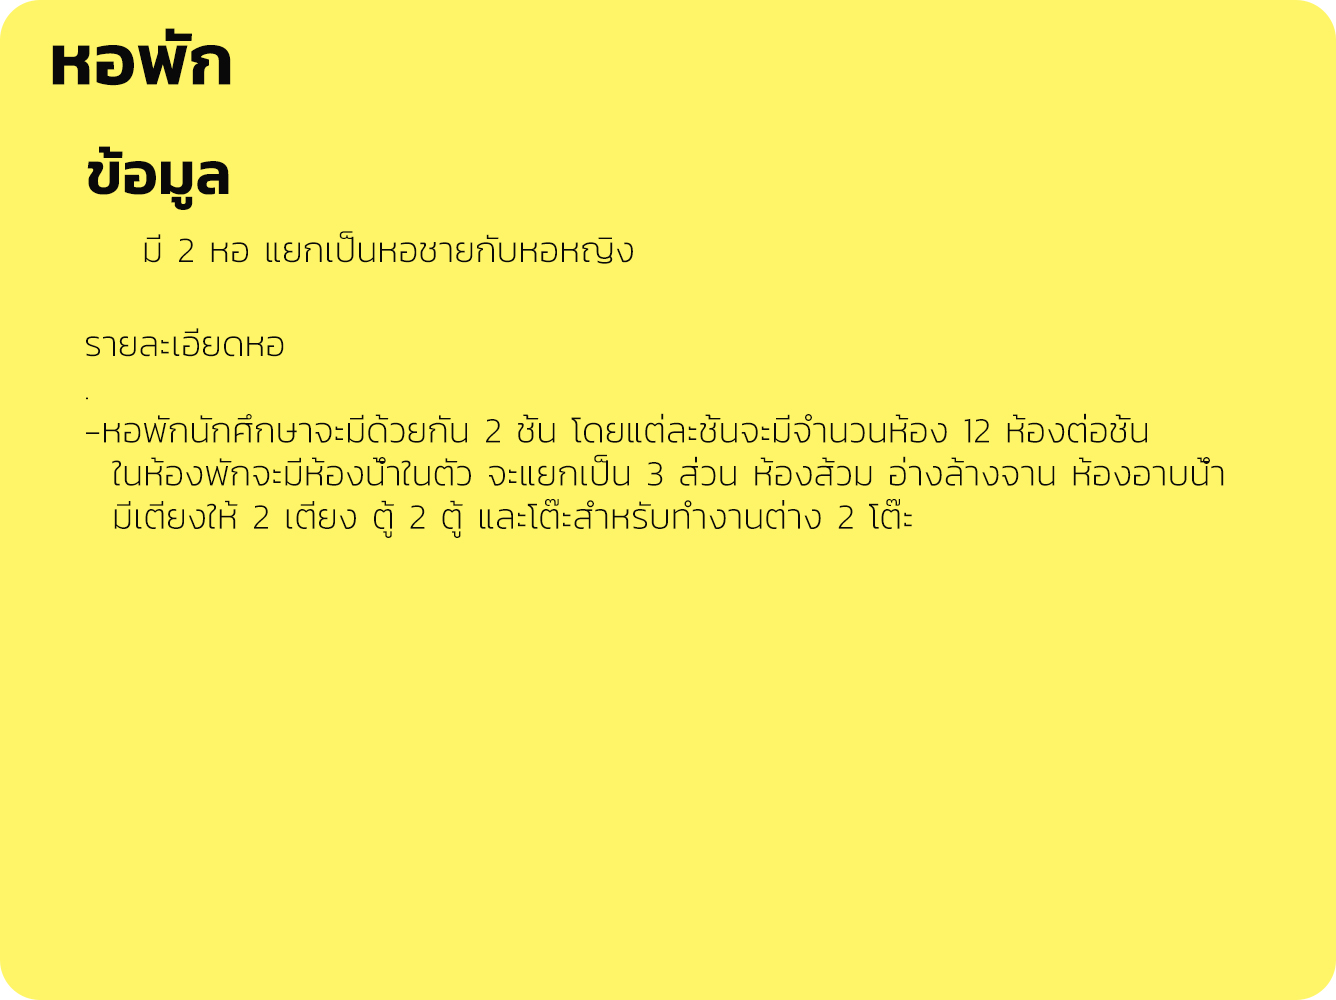 หอพัก
ข้อมูล
มี 2 หอ แยกเป็นหอชายกับหอหญิง
รายละเอียดหอ
.
-หอพักนักศึกษาจะมีด้วยกัน 2 ชั้น โดยแต่ละชั้นจะมีจำนวนห้อง 12 ห้องต่อชั้น
ในห้องพักจะมีห้องน้ำในตัว จะแยกเป็น 3 ส่วน ห้องส้วม อ่างล้างจาน ห้องอาบน้ำ
มีเตียงให้ 2 เตียง ตู้ 2 ตู้ และโต๊ะสำหรับทำงานต่าง 2 โต๊ะ